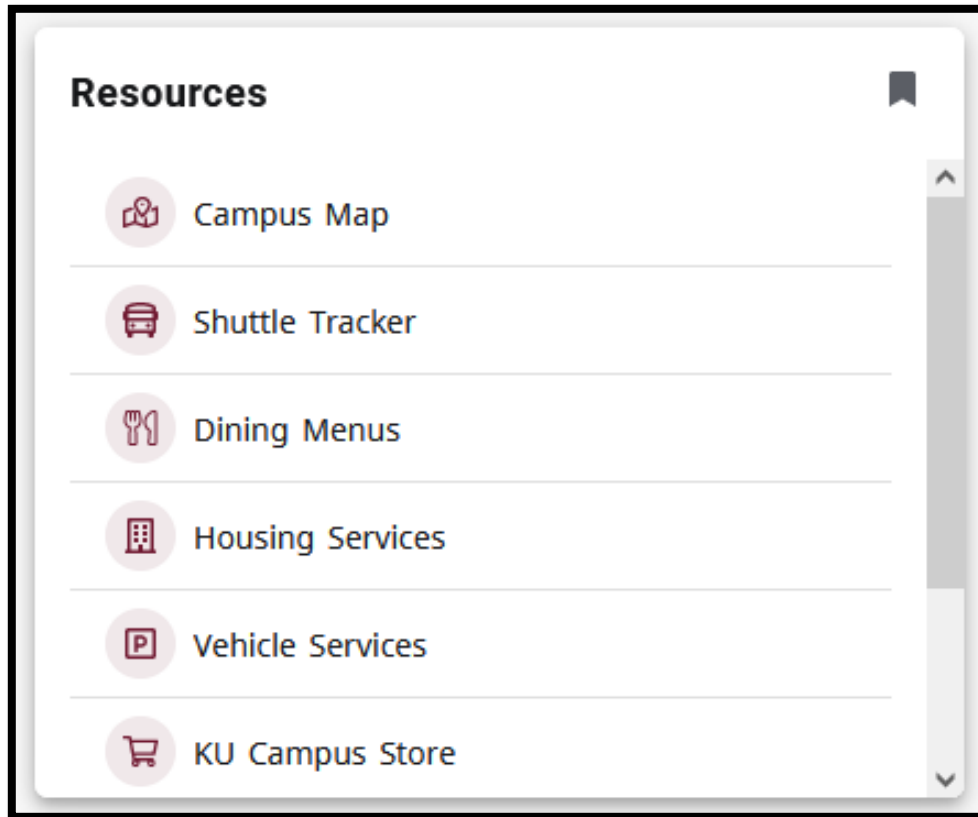 Resources
Campus Map
Shuttle Tracker
Dining Menus
Housing Services
P
Vehicle Services
KU Campus Store